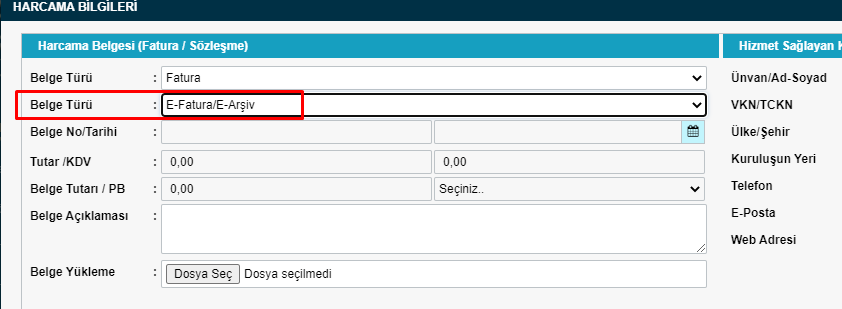 HARCAMA BİLGİLERİ
Harcama Belgesi (Fatura / Sözleşme)
Belge Türü : Fatura
Belge Türü : E-Fatura/E-Arşiv
Belge No/Tarihi :
Tutar /KDV : 0,00 0,00
Belge Tutarı / PB : 0,00 Seçiniz..
Belge Açıklaması :
Belge Yükleme : Dosya Seç Dosya seçilmedi
Hizmet Sağlayan
Ünvan/Ad-Soyad
VKN/TCKN
Ülke/Şehir
Kuruluşun Yeri
Telefon
E-Posta
Web Adresi